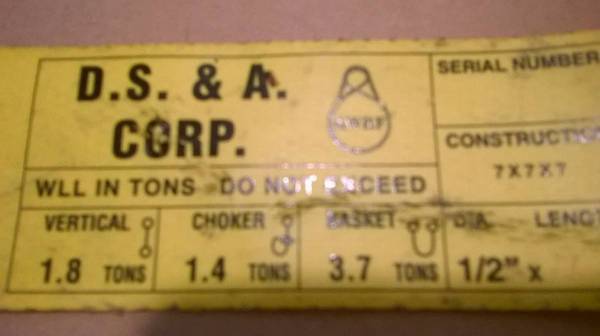 D.S. & A.
CORP.
SERIAL NUMBER
CONSTRUCTION
7X7X7
WLL IN TONS DO NOT EXCEED
VERTICAL CHOKER BASKET DIA. LENGT
1.8 TONS 1.4 TONS 3.7 TONS 1/2" x